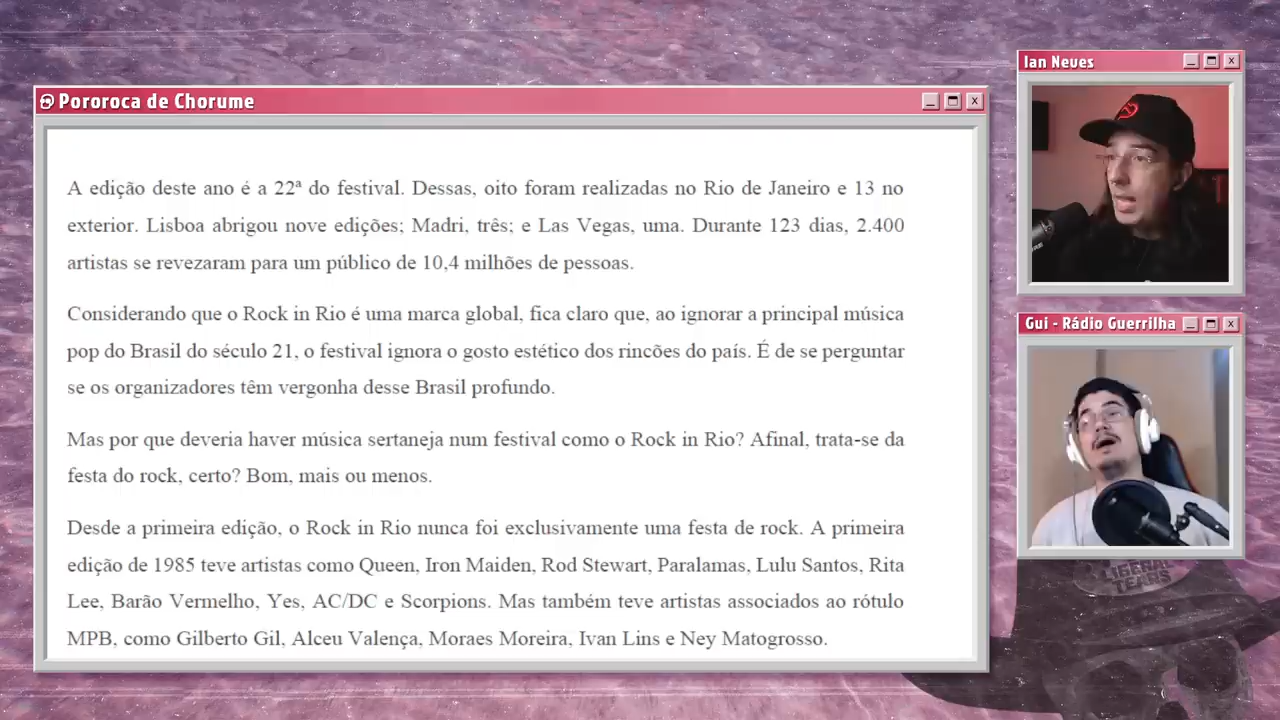 Pororoca de Chorume
A edição deste ano é a 22ª do festival. Dessas, oito foram realizadas no Rio de Janeiro e 13 no
exterior. Lisboa abrigou nove edições; Madri, três; e Las Vegas, uma. Durante 123 dias, 2.400
artistas se revezaram para um público de 10,4 milhões de pessoas.
Considerando que o Rock in Rio é uma marca global, fica claro que, ao ignorar a principal música
pop do Brasil do século 21, o festival ignora o gosto estético dos rincões do país. É de se perguntar
se os organizadores têm vergonha desse Brasil profundo.
Mas por que deveria haver música sertaneja num festival como o Rock in Rio? Afinal, trata-se da
festa do rock, certo? Bom, mais ou menos.
Desde a primeira edição, o Rock in Rio nunca foi exclusivamente uma festa de rock. A primeira
edição de 1985 teve artistas como Queen, Iron Maiden, Rod Stewart, Paralamas, Lulu Santos, Rita
Lee, Barão Vermelho, Yes, AC/DC e Scorpions. Mas também teve artistas associados ao rótulo
MPB, como Gilberto Gil, Alceu Valença, Moraes Moreira, Ivan Lins e Ney Matogrosso.
Ian Neves
Gui - Rádio Guerrilha
LIBERAL
TEARS